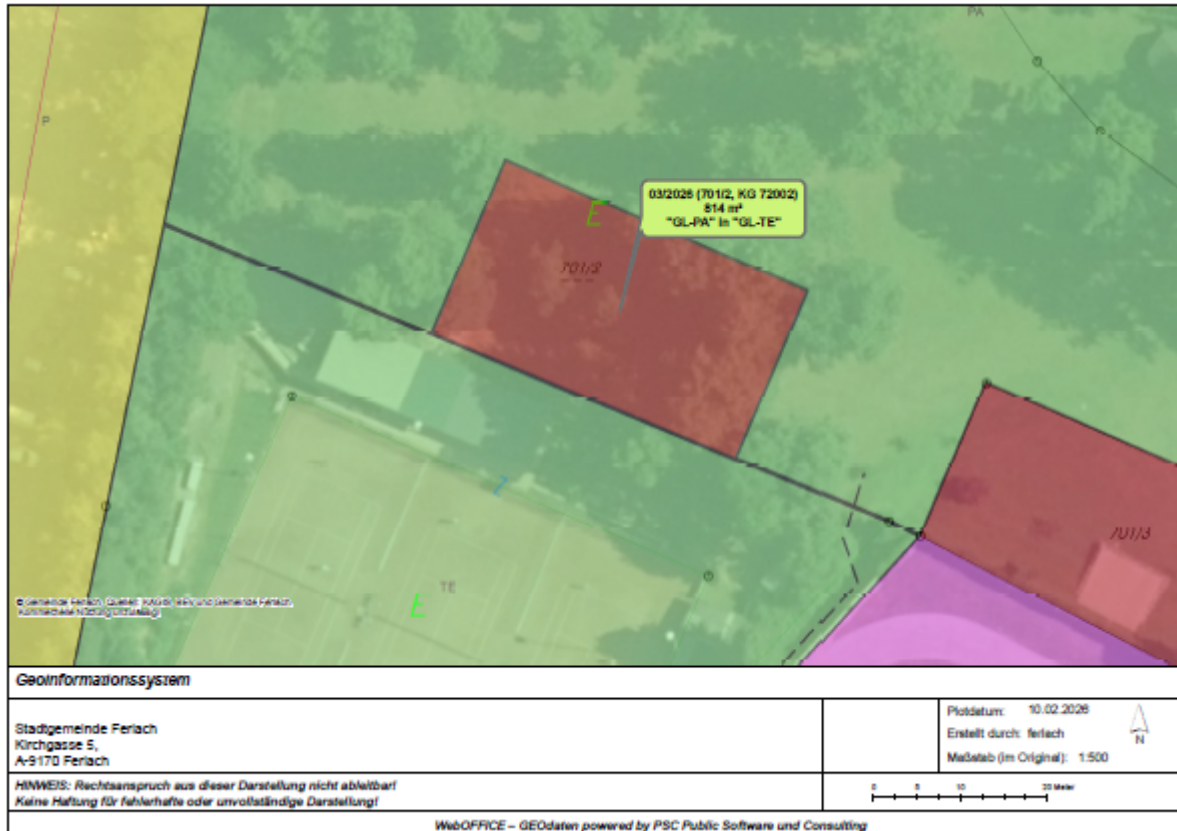 PA
P
03/2026 (701/2, KG 72002)
814 m²
"GL-PA" in "GL-TE"
E
701/2
Z
701/3
TE
E
Geoinformationssystem
Stadtgemeinde Ferlach
Kirchgasse 5,
A-9170 Ferlach
Plotdatum: 10.02.2026
Erstellt durch: ferlach
Maßstab (im Original): 1:500
N
HINWEIS: Rechtsanspruch aus dieser Darstellung nicht ableitbar!
Keine Haftung für fehlerhafte oder unvollständige Darstellung!
0 5 10 20 Meter
WebOFFICE – GEOdaten powered by PSC Public Software und Consulting